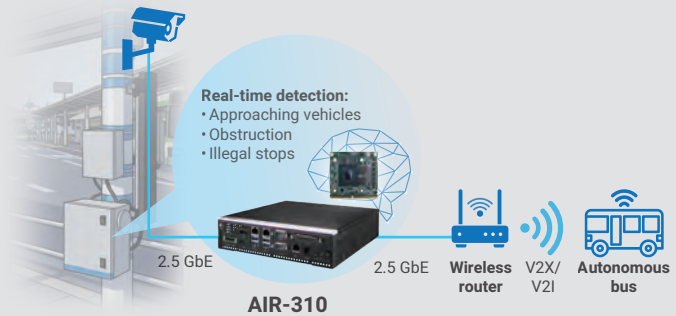 Real-time detection:
• Approaching vehicles
• Obstruction
• Illegal stops
2.5 GbE
2.5 GbE
AIR-310
Wireless
router
V2X/
V2I
Autonomous
bus